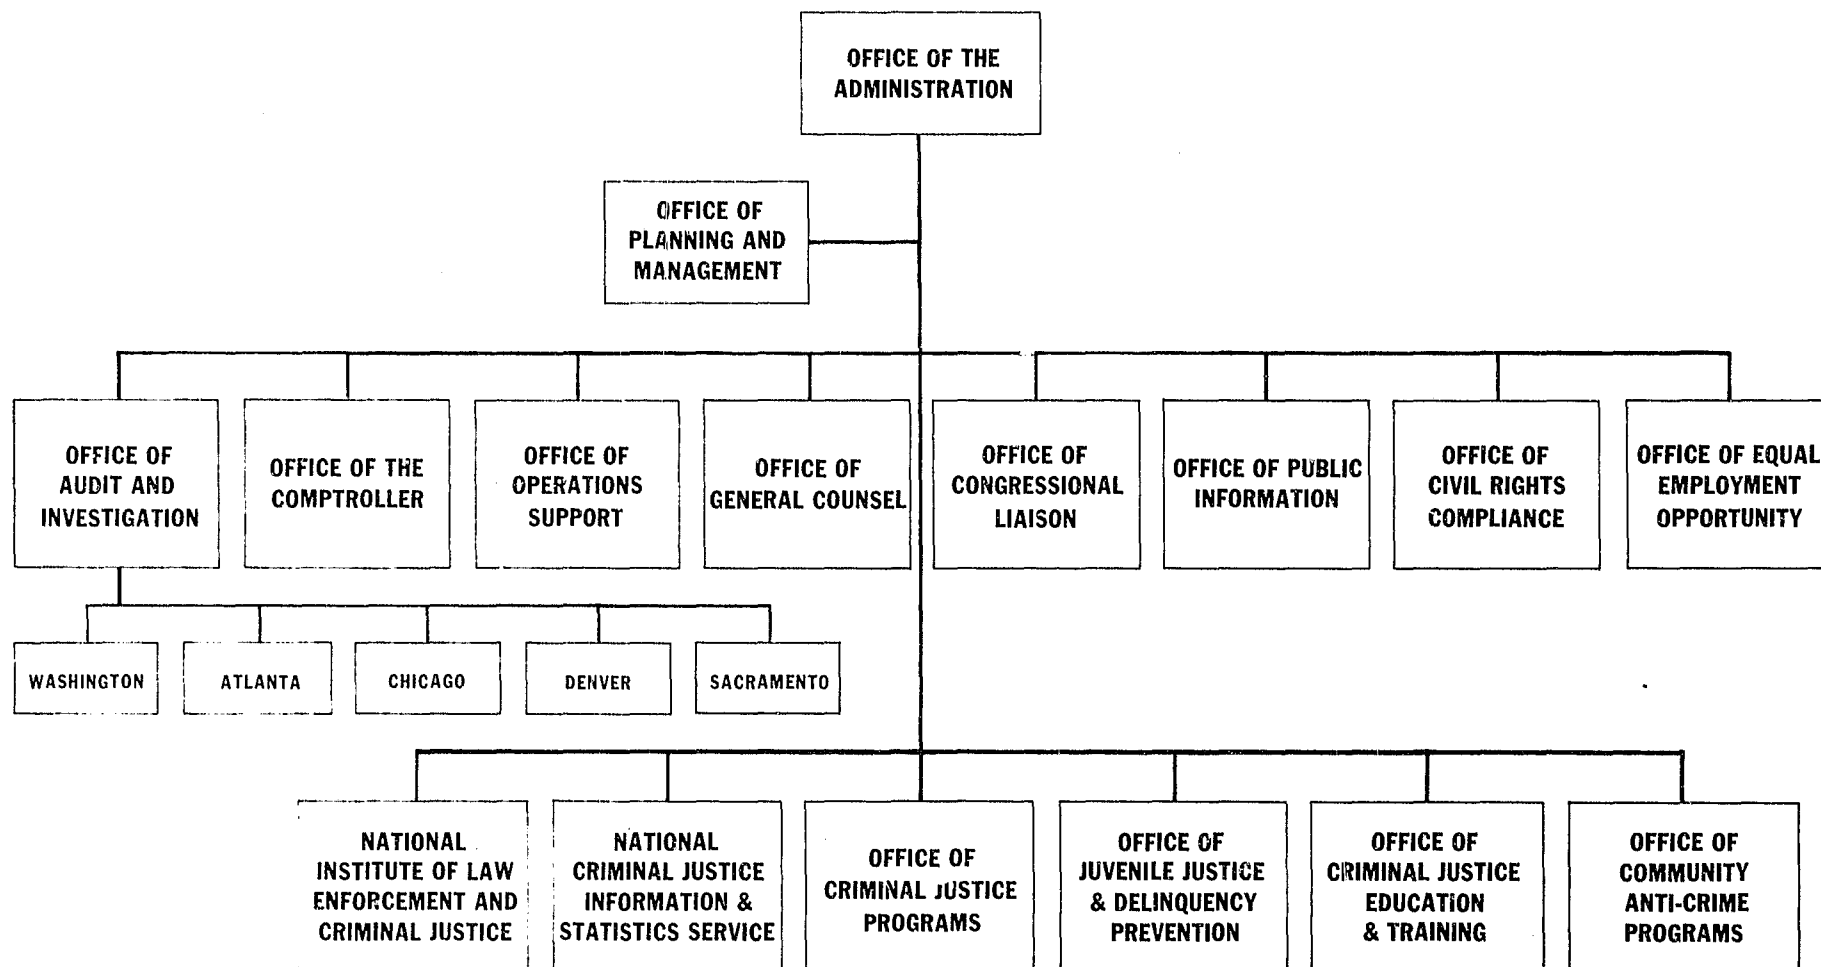 OFFICE OF THE
ADMINISTRATION
OFFICE OF
PLANNING AND
MANAGEMENT
OFFICE OF
AUDIT AND
INVESTIGATION
OFFICE OF THE
COMPTROLLER
OFFICE OF
OPERATIONS
SUPPORT
OFFICE OF
GENERAL COUNSEL
OFFICE OF
CONGRESSIONAL
LIAISON
OFFICE OF PUBLIC
INFORMATION
OFFICE OF
CIVIL RIGHTS
COMPLIANCE
OFFICE OF EQUAL
EMPLOYMENT
OPPORTUNITY
WASHINGTON
ATLANTA
CHICAGO
DENVER
SACRAMENTO
NATIONAL
INSTITUTE OF LAW
ENFORCEMENT AND
CRIMINAL JUSTICE
NATIONAL
CRIMINAL JUSTICE
INFORMATION &
STATISTICS SERVICE
OFFICE OF
CRIMINAL JUSTICE
PROGRAMS
OFFICE OF
JUVENILE JUSTICE
& DELINQUENCY
PREVENTION
OFFICE OF
CRIMINAL JUSTICE
EDUCATION
& TRAINING
OFFICE OF
COMMUNITY
ANTI-CRIME
PROGRAMS